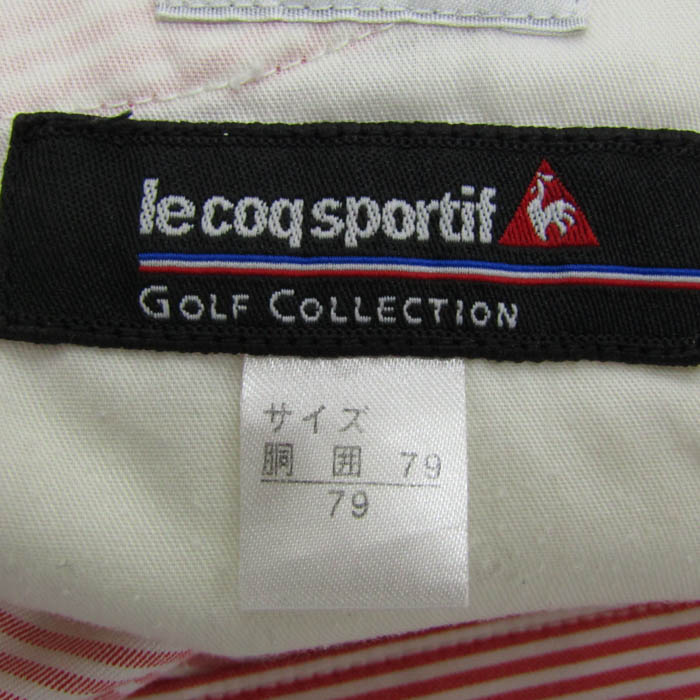 le coq sportif
GOLF COLLECTION
サイズ
胴 囲 79
79